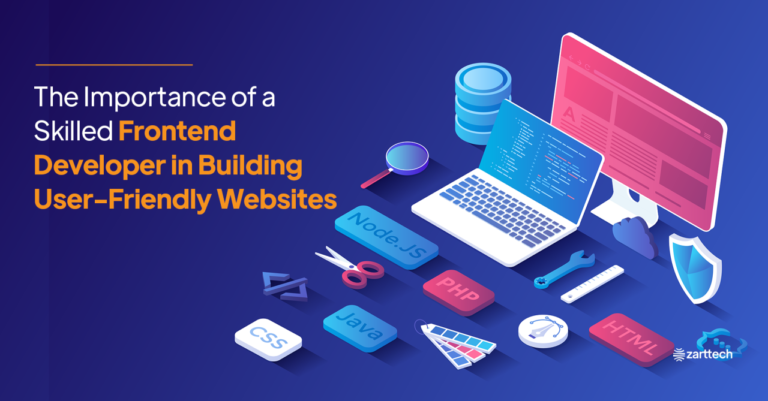 The Importance of a
Skilled Frontend
Developer in Building
User-Friendly Websites
Node.JS
PHP
Java
CSS
HTML
A
zarttech